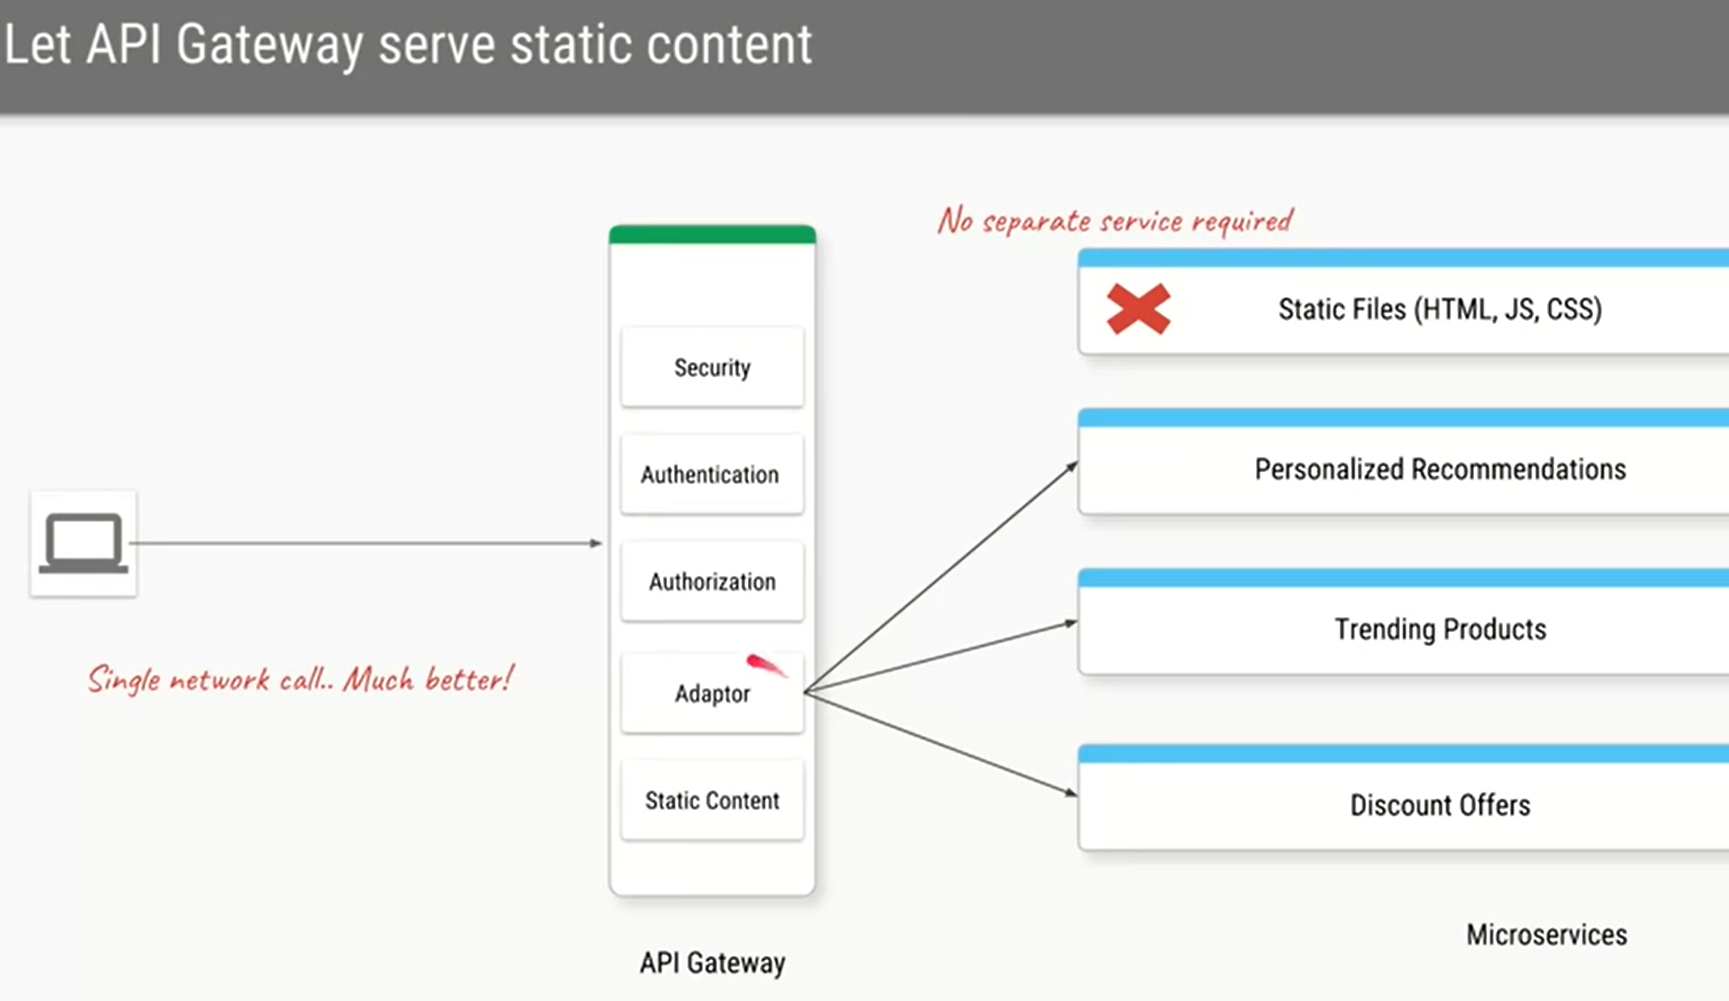 Let API Gateway serve static content
No separate service required
Static Files (HTML, JS, CSS)
Security
Authentication
Personalized Recommendations
Authorization
Trending Products
Single network call.. Much better!
Adaptor
Static Content
Discount Offers
Microservices
API Gateway